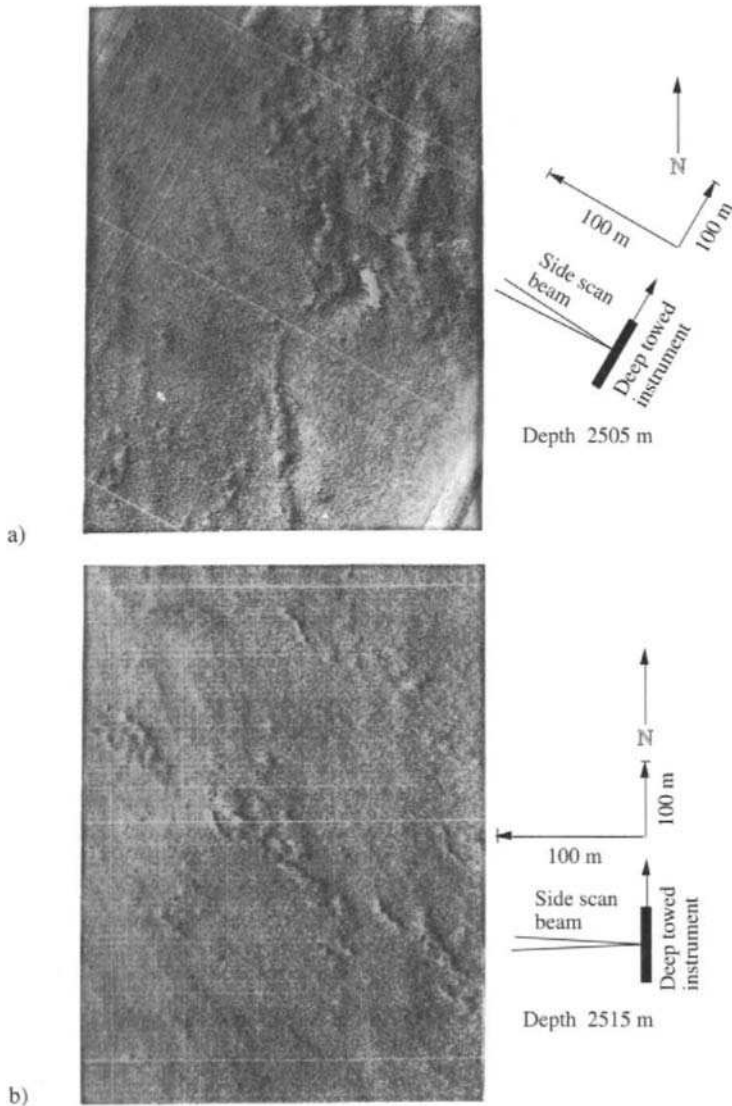 N
100 m
100 m
Side scan
beam
Deep towed
instrument
Depth 2505 m
a)
N
100 m
100 m
Side scan
beam
Deep towed
instrument
Depth 2515 m
b)